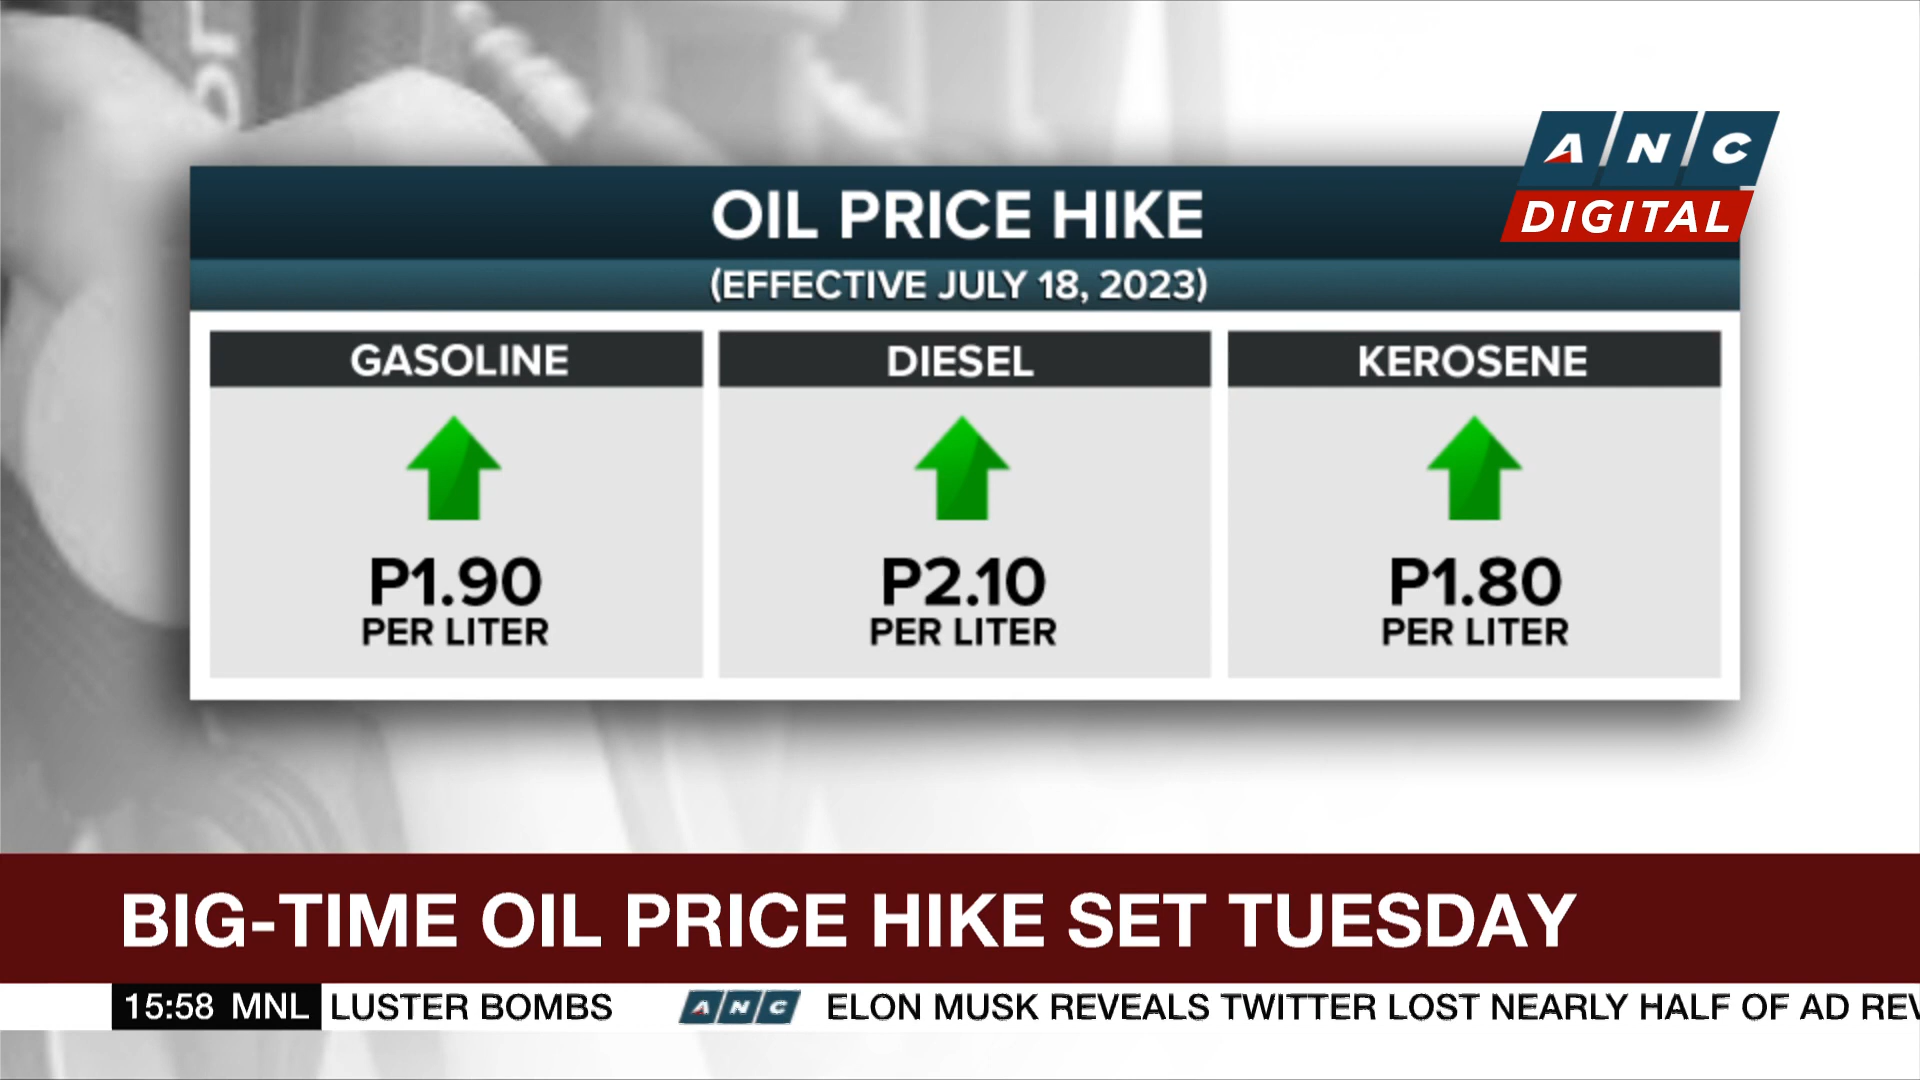 ANC
DIGITAL
OIL PRICE HIKE
(EFFECTIVE JULY 18, 2023)
GASOLINE
P1.90
PER LITER
DIESEL
P2.10
PER LITER
KEROSENE
P1.80
PER LITER
BIG-TIME OIL PRICE HIKE SET TUESDAY
15:58 MNL LUSTER BOMBS ANC ELON MUSK REVEALS TWITTER LOST NEARLY HALF OF AD REV